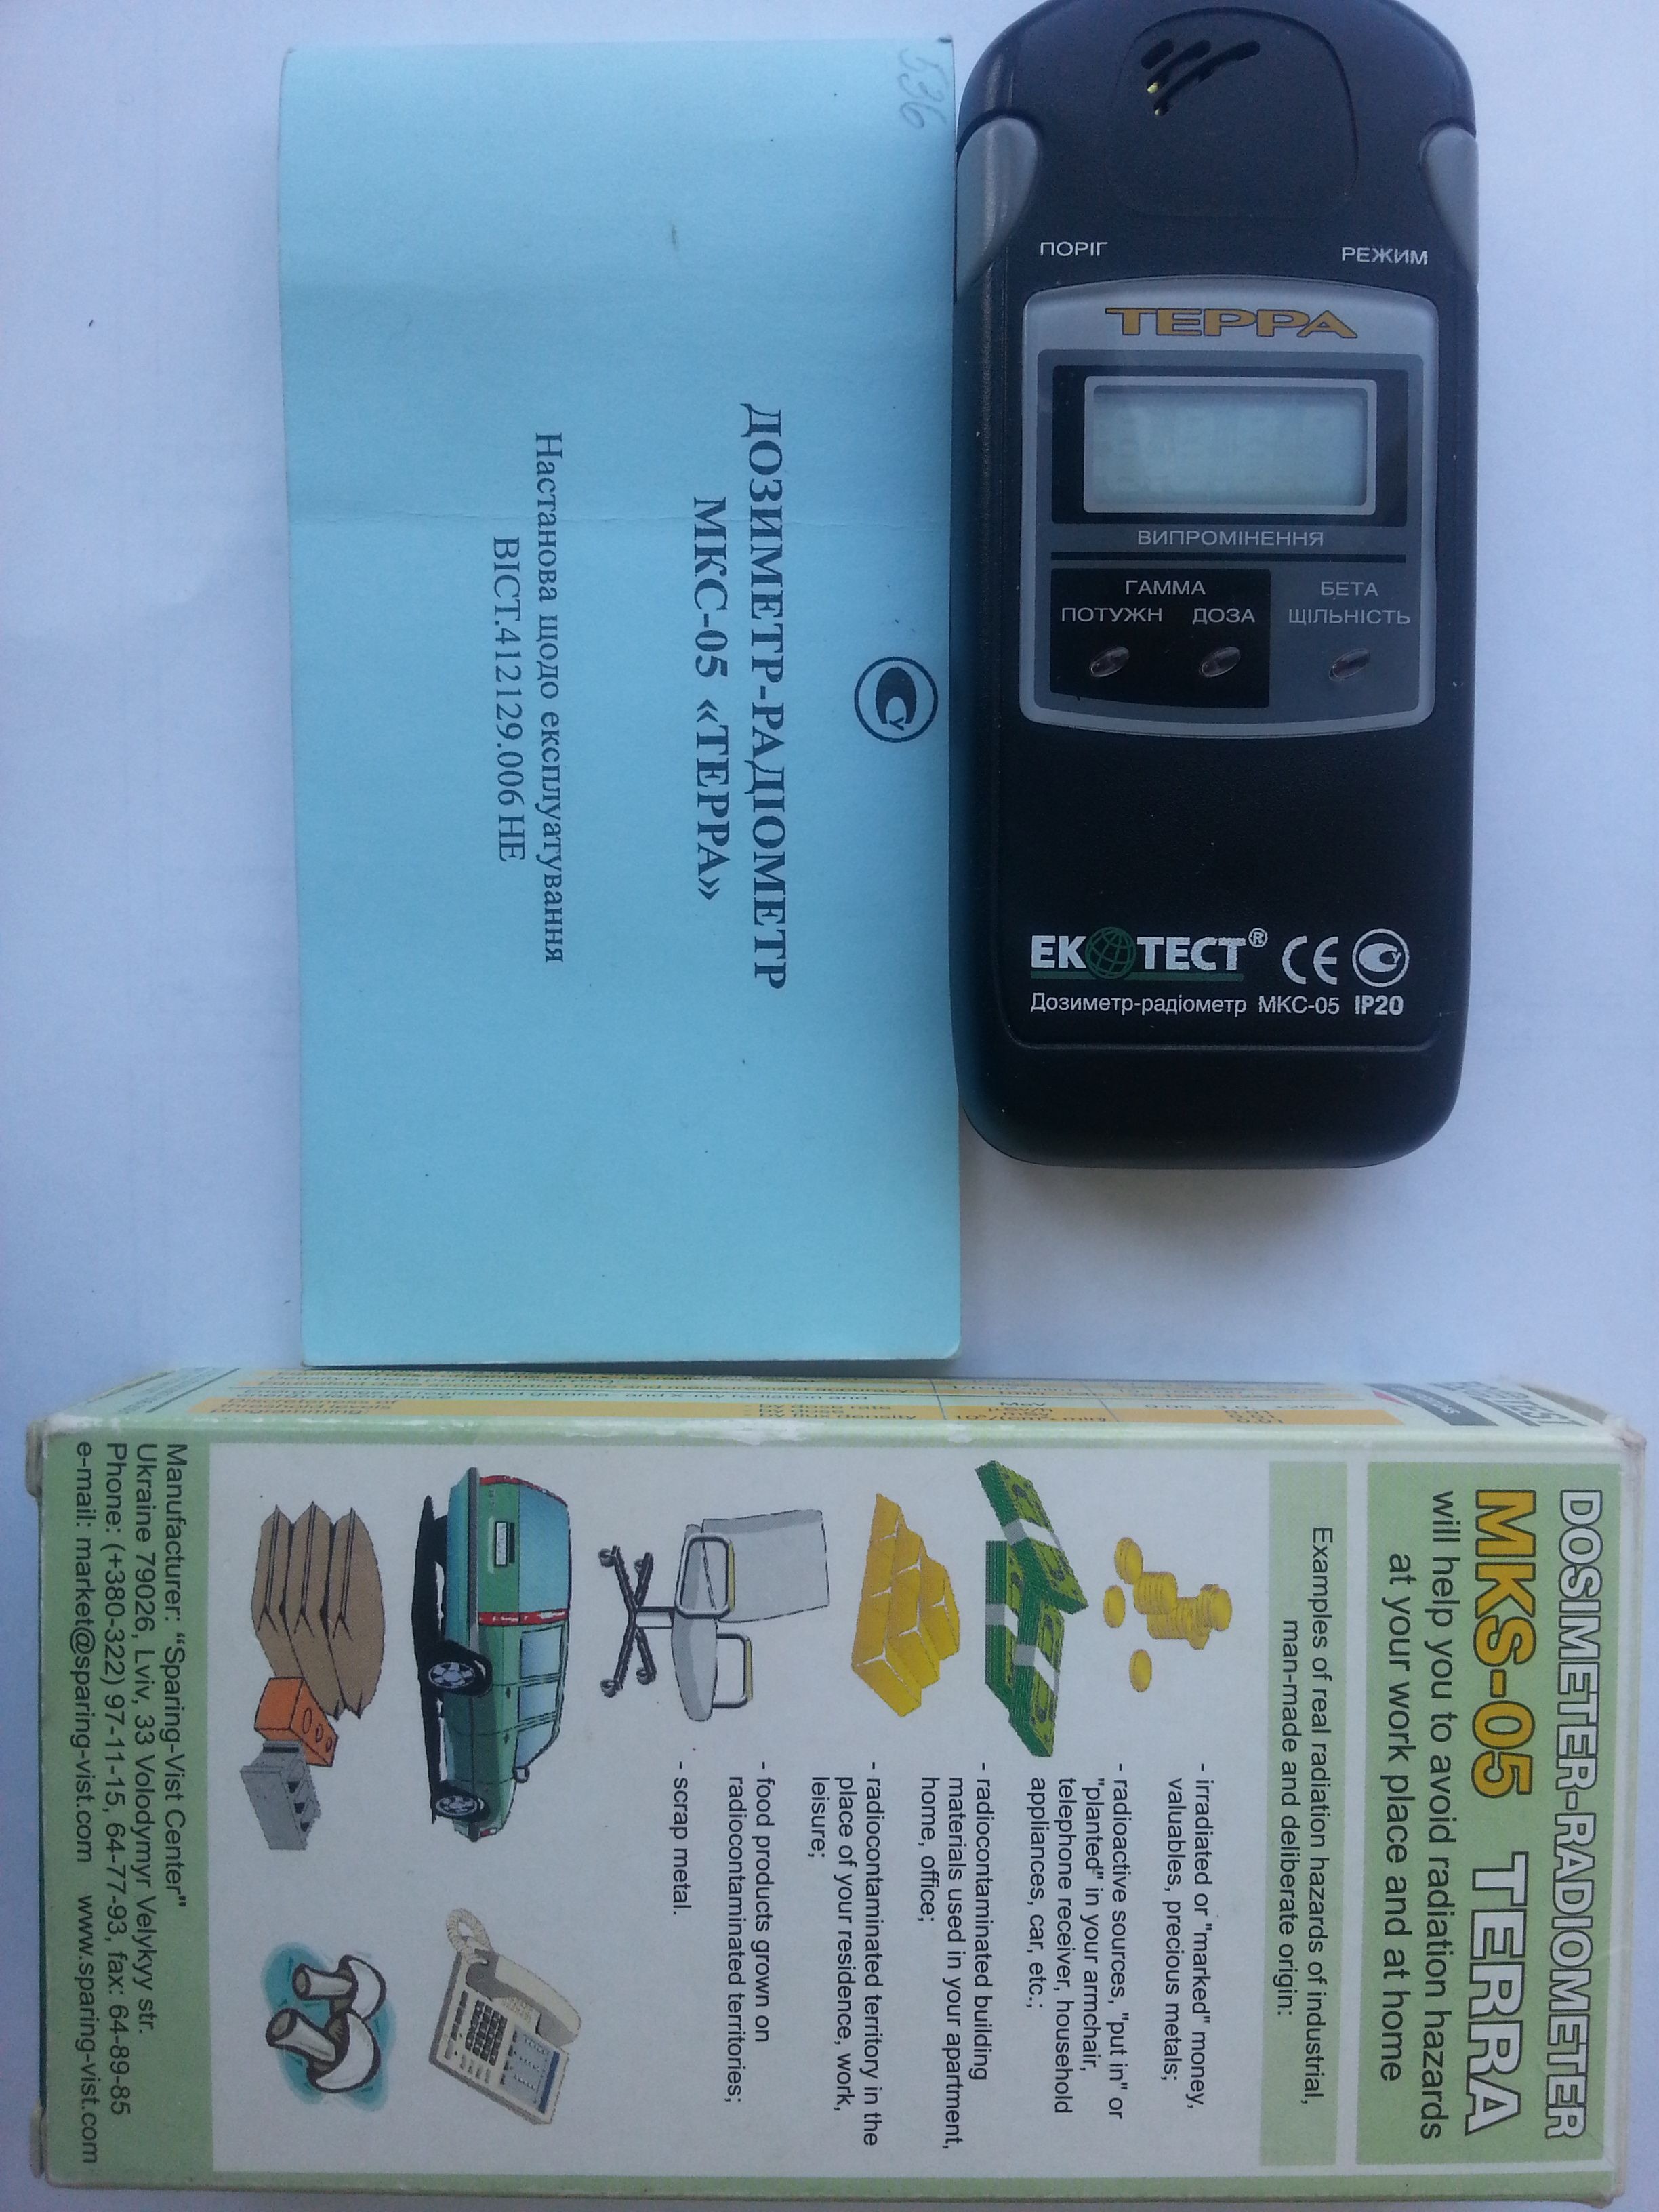 536
ДОЗИМЕТР-РАДІОМЕТР
МКС-05 «ТЕРРА»
Настанова щодо експлуатування
ВІСТ.412129.006 НЕ
ПОРІГ
РЕЖИМ
ТЕРРА
ВИПРОМІНЕННЯ
ГАММА
БЕТА
ПОТУЖН
ДОЗА
ЩІЛЬНІСТЬ
ЕКОТЕСТ® CE
Дозиметр-радіометр МКС-05 IP20
DOSIMETER-RADIOMETER
MKS-05 TERRA
will help you to avoid radiation hazards
at your work place and at home
Examples of real radiation hazards of industrial,
man-made and deliberate origin:
- irradiated or "marked" money,
valuables, precious metals;
- radioactive sources, "put in" or
"planted" in your armchair,
telephone receiver, household
appliances, car, etc.;
- radiocontaminated building
materials used in your apartment,
home, office;
- radiocontaminated territory in the
place of your residence, work,
leisure;
- food products grown on
radiocontaminated territories;
- scrap metal.
Manufacturer: “Sparing-Vist Center"
Ukraine 79026, Lviv, 33 Volodymyr Velykyy str.
Phone: (+380-322) 97-11-15, 64-77-93, fax: 64-89-85
e-mail: market@sparing-vist.com www.sparing-vist.com